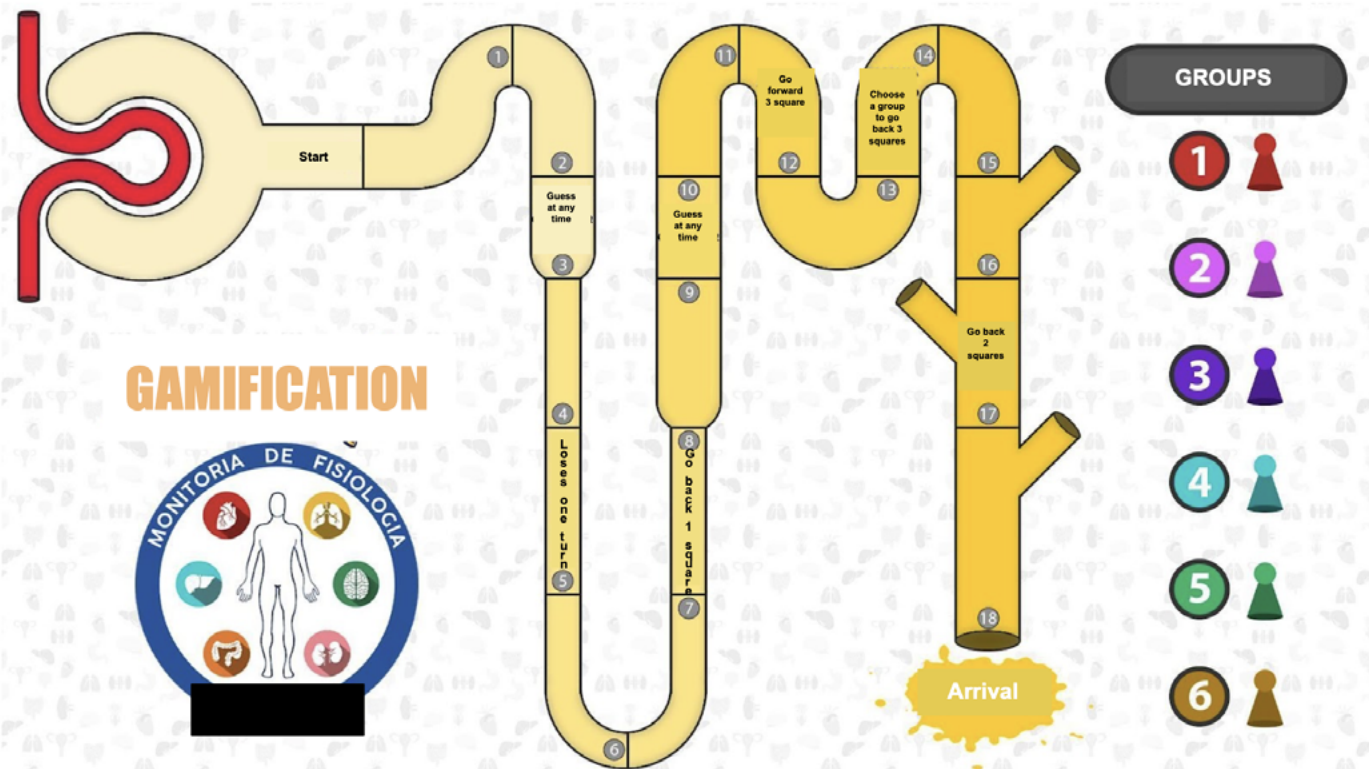 Start
1
2
Guess
at any
time
3
4
Loses one turn
5
6
7
Go back 1 square
8
9
Guess
at any
time
10
11
Go
forward
3 square
12
13
Choose
a group
to go
back 3
squares
14
15
16
Go back
2
squares
17
18
Arrival
GAMIFICATION
MONITORIA DE FISIOLOGIA
GROUPS
1
2
3
4
5
6